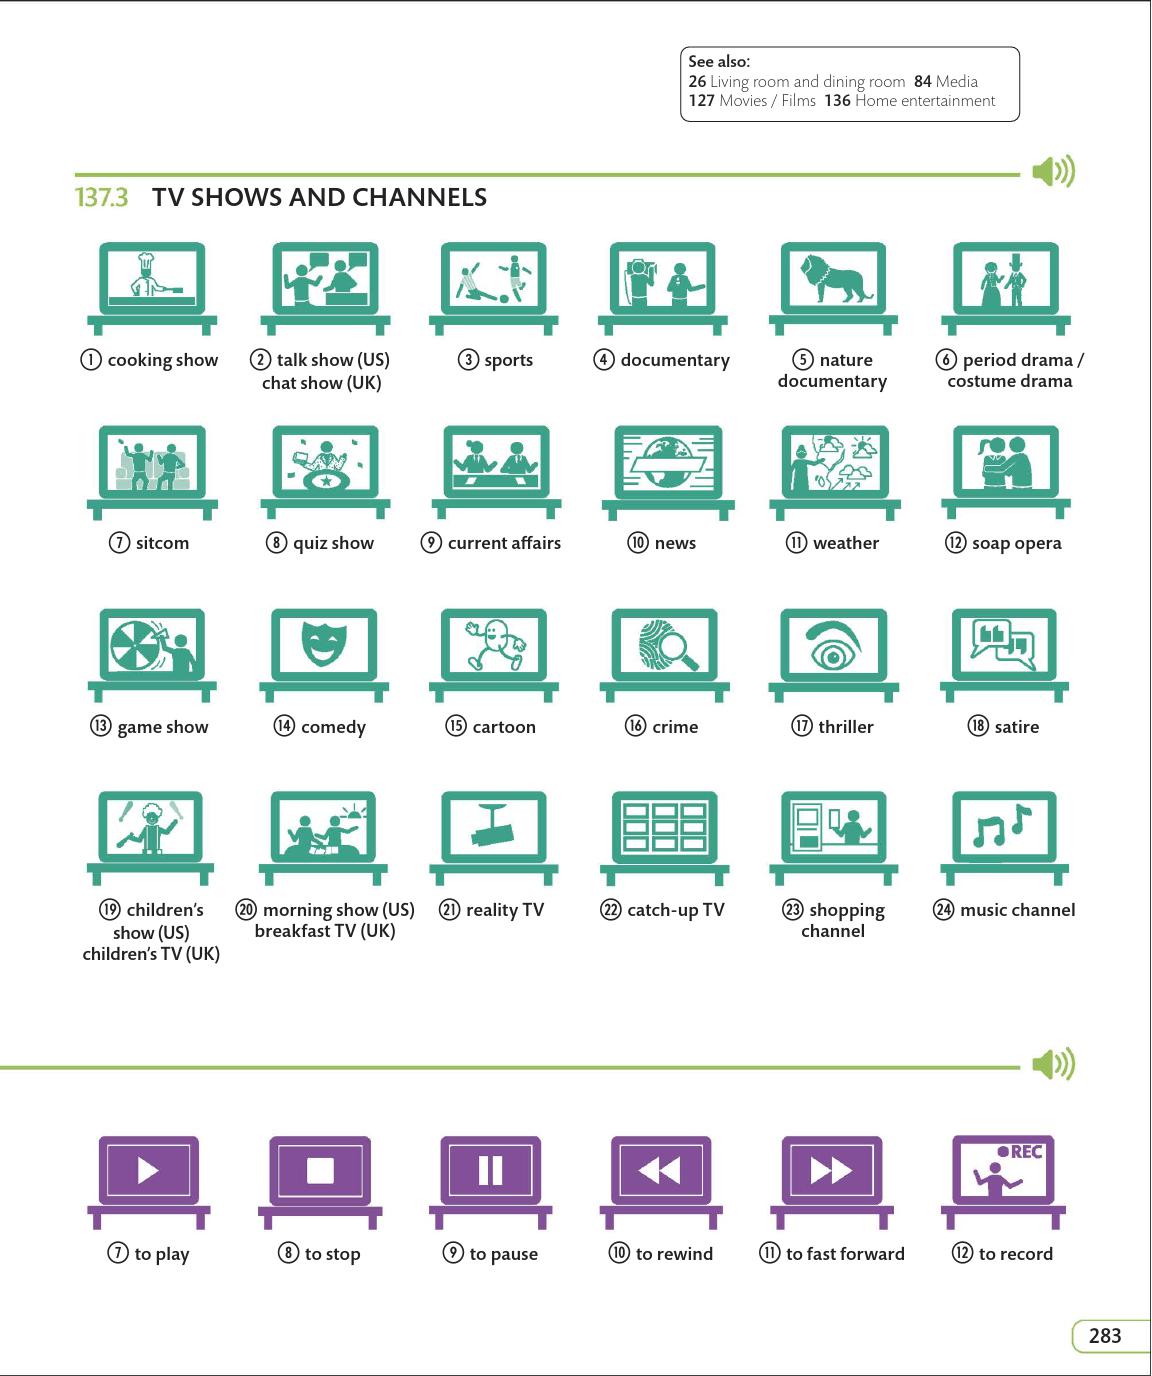 See also:
26 Living room and dining room 84 Media
127 Movies / Films 136 Home entertainment
137.3 TV SHOWS AND CHANNELS
1 cooking show
2 talk show (US)
chat show (UK)
3 sports
4 documentary
5 nature
documentary
6 period drama /
costume drama
7 sitcom
8 quiz show
9 current affairs
10 news
11 weather
12 soap opera
13 game show
14 comedy
15 cartoon
16 crime
17 thriller
18 satire
19 children's
show (US)
children's TV (UK)
20 morning show (US)
breakfast TV (UK)
21 reality TV
22 catch-up TV
23 shopping
channel
24 music channel
REC
7 to play
8 to stop
9 to pause
10 to rewind
11 to fast forward
12 to record
283